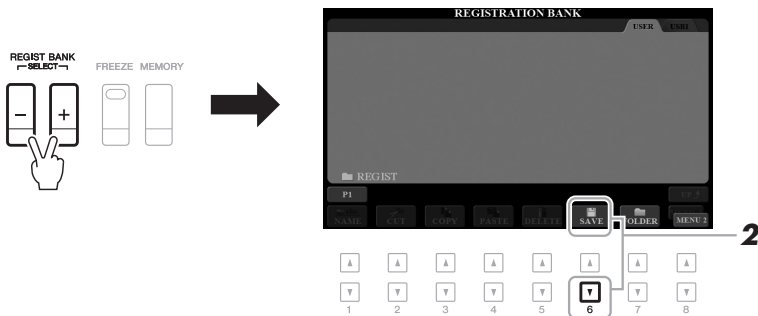 REGIST BANK
SELECT
FREEZE MEMORY
REGISTRATION BANK
USER USB1
REGIST
P1 UP
NAME CUT COPY PASTE DELETE SAVE FOLDER MENU 2
2
1 2 3 4 5 6 7 8